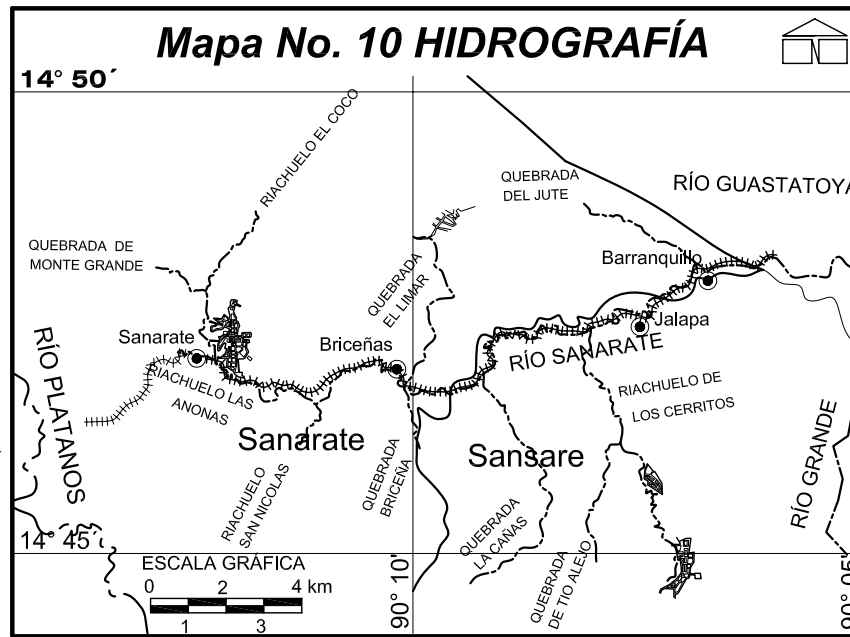 Mapa No. 10 HIDROGRAFÍA
14° 50´
RIACHUELO EL COCO
QUEBRADA
DEL JUTE
RÍO GUASTATOYA
QUEBRADA DE
MONTE GRANDE
QUEBRADA
EL LIMAR
Barranquillo
Sanarate
Briceñas
Jalapa
RÍO SANARATE
RÍO PLATANOS
RIACHUELO LAS
ANONAS
RIACHUELO DE
LOS CERRITOS
Sanarate
Sansare
RIACHUELO
SAN NICOLAS
QUEBRADA
BRICEÑA
QUEBRADA
LA CAÑAS
QUEBRADA
DE TIO ALEJO
RÍO GRANDE
14° 45´
90° 10'
90° 05'
ESCALA GRÁFICA
0 2 4 km
1 3